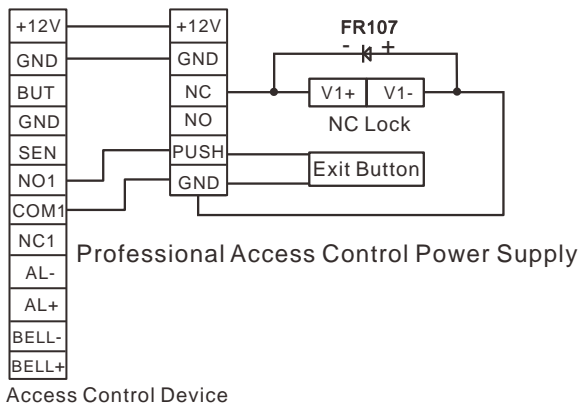 +12V
GND
BUT
GND
SEN
NO1
COM1
NC1
AL-
AL+
BELL-
BELL+
Access Control Device
+12V
GND
NC
NO
PUSH
GND
FR107
- +
V1+ V1-
NC Lock
Exit Button
Professional Access Control Power Supply